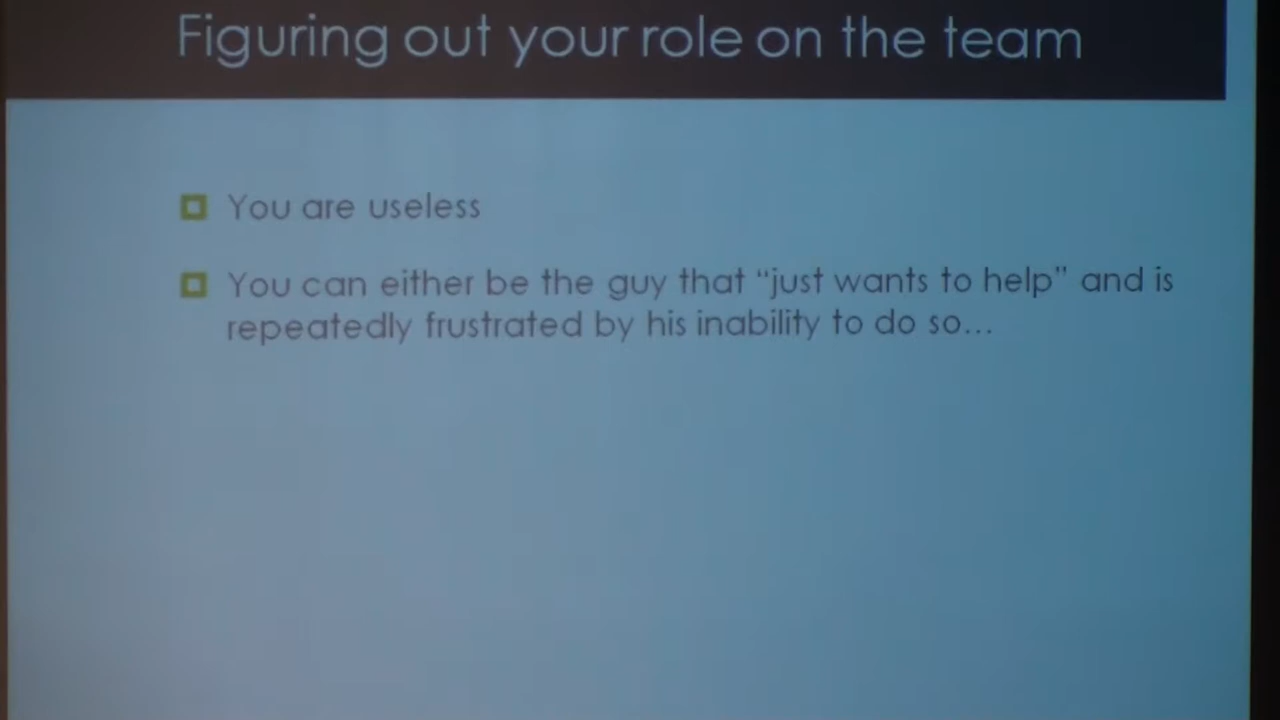 Figuring out your role on the team
You are useless
You can either be the guy that “just wants to help” and is
repeatedly frustrated by his inability to do so...